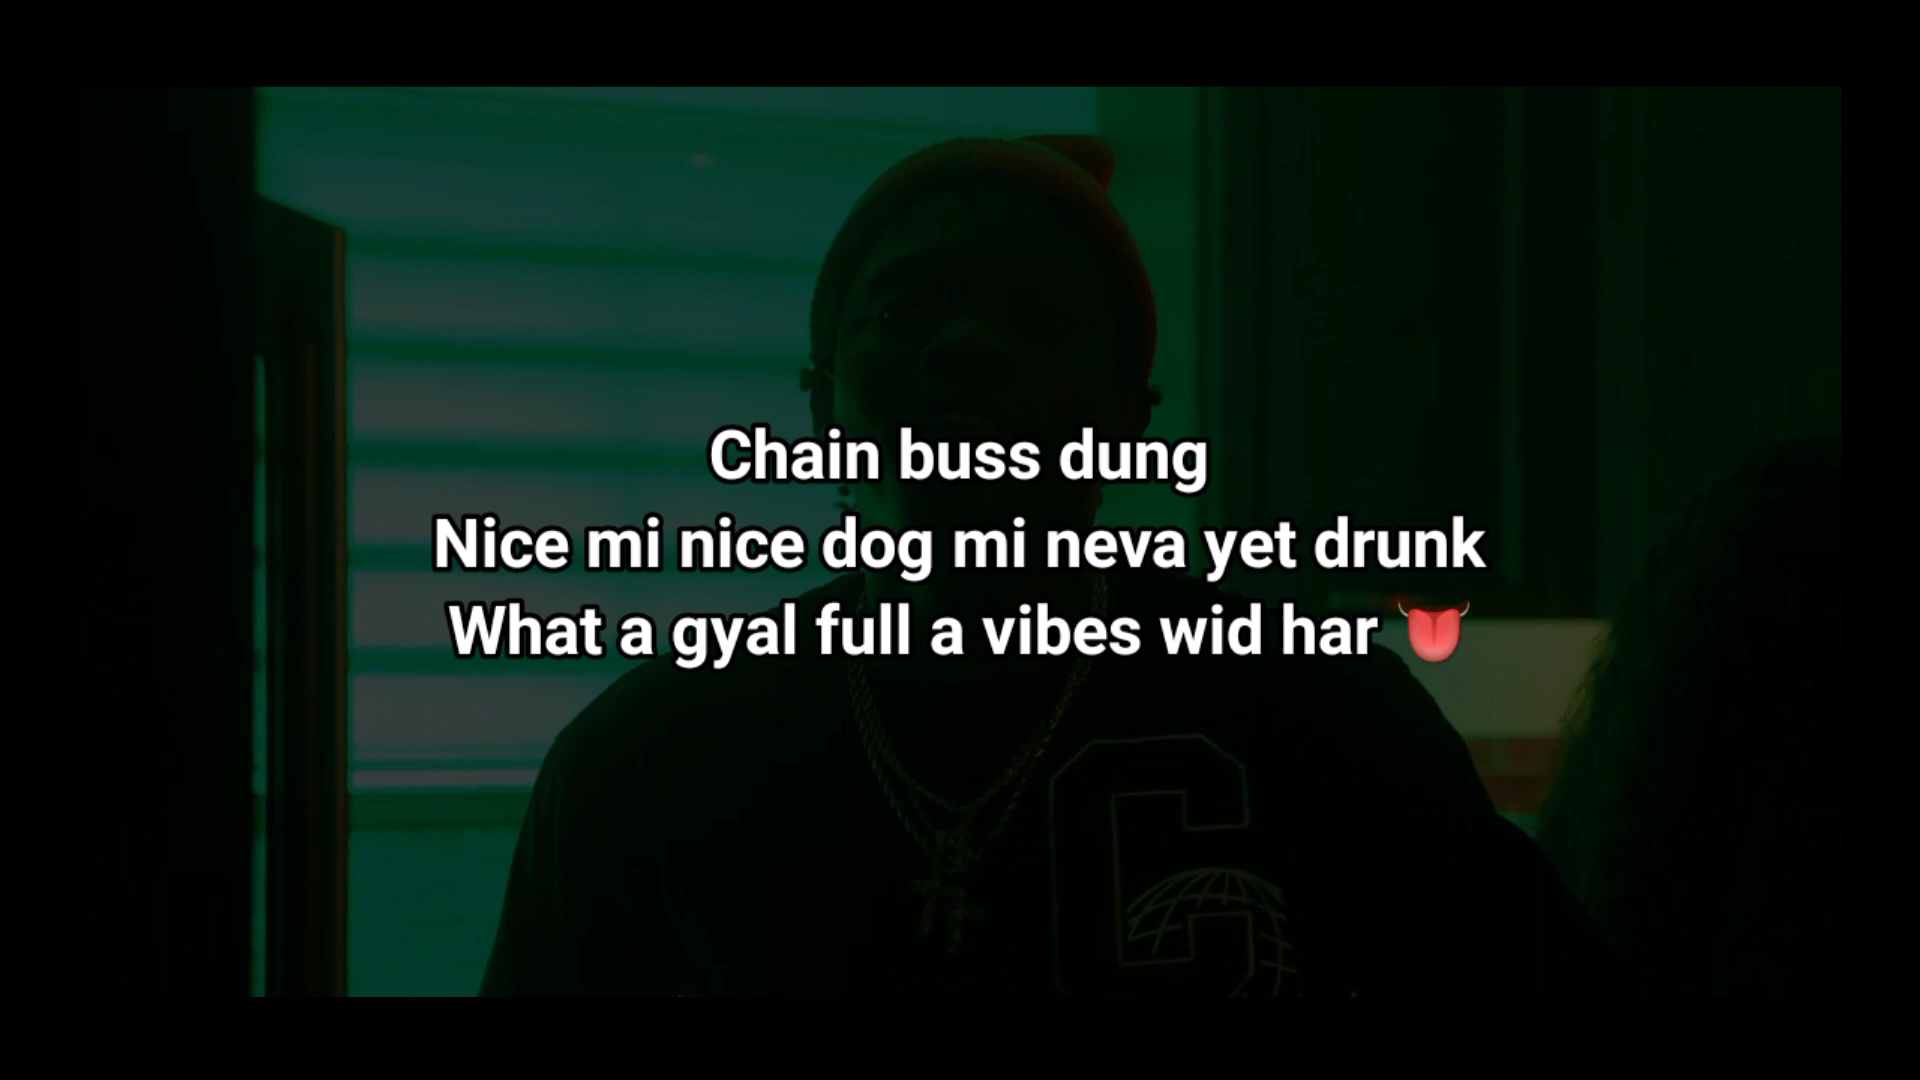 Chain buss dung
Nice mi nice dog mi neva yet drunk
What a gyal full a vibes wid har 👅